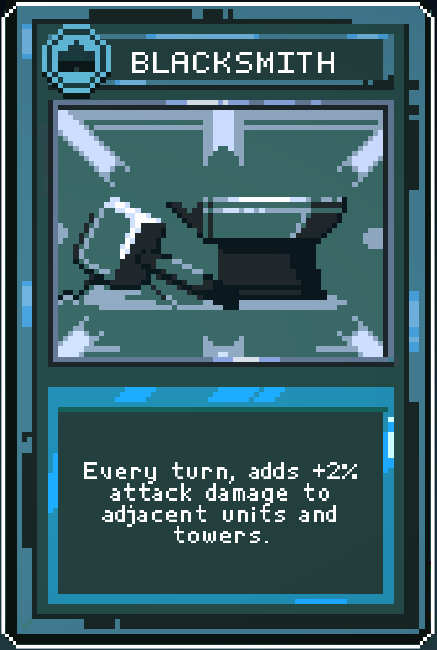 BLACKSMITH
Every turn, adds +2%
attack damage to
adjacent units and
towers.